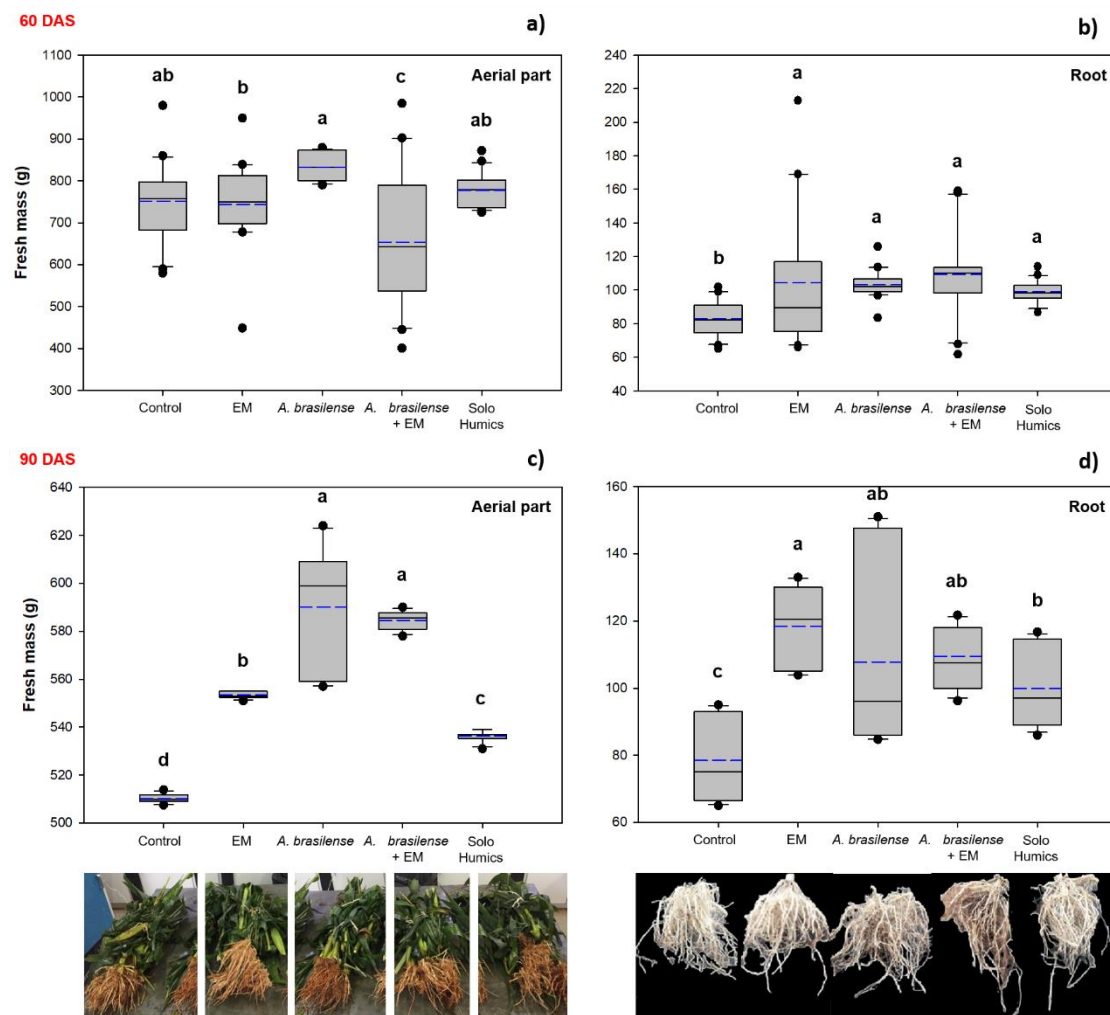 60 DAS
a)
b)
1100
1000
900
800
700
600
500
400
300
Fresh mass (g)
Aerial part
ab
b
a
c
ab
Control
EM
A. brasilense
A. brasilense
+ EM
Solo
Humics
240
220
200
180
160
140
120
100
80
60
40
Root
b
a
a
a
a
Control
EM
A. brasilense
A. brasilense
+ EM
Solo
Humics
90 DAS
c)
d)
640
620
600
580
560
540
520
500
Fresh mass (g)
Aerial part
d
b
a
a
c
Control
EM
A. brasilense
A. brasilense
+ EM
Solo
Humics
160
140
120
100
80
60
Root
c
a
ab
ab
b
Control
EM
A. brasilense
A. brasilense
+ EM
Solo
Humics